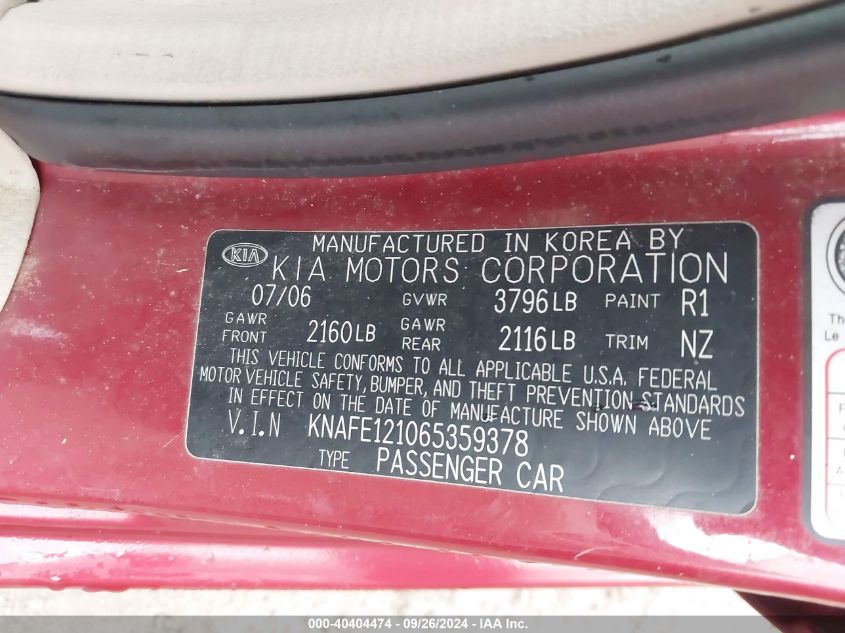 MANUFACTURED IN KOREA BY
KIA KIA MOTORS CORPORATION
07/06 GVWR 3796LB PAINT R1
GAWR FRONT 2160LB GAWR REAR 2116LB TRIM NZ
THIS VEHICLE CONFORMS TO ALL APPLICABLE U.S.A. FEDERAL
MOTOR VEHICLE SAFETY, BUMPER, AND THEFT PREVENTION STANDARDS
IN EFFECT ON THE DATE OF MANUFACTURE SHOWN ABOVE
V.I.N KNAFE121065359378
TYPE PASSENGER CAR
Th
Le
#000-40404474 - 09/26/2024 - Copyright © IAA, Inc.